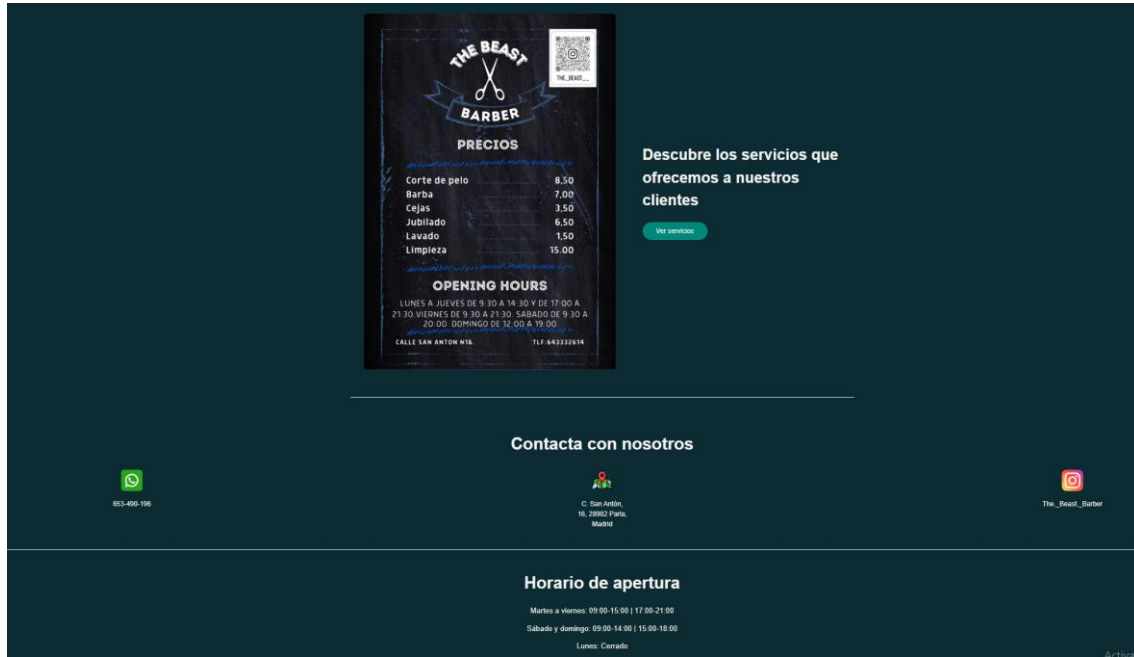 THE BEAST
BARBER
THE_BEAST__
PRECIOS
Corte de pelo 8,50
Barba 7,00
Cejas 3,50
Jubilado 6,50
Lavado 1,50
Limpieza 15.00
OPENING HOURS
LUNES A JUEVES DE 9:30 A 14:30 Y DE 17:00 A
21:30.VIERNES DE 9:30 A 21:30. SABADO DE 9:30 A
20:00. DOMINGO DE 12:00 A 19:00
CALLE SAN ANTON N16. TLF:643332614
Descubre los servicios que
ofrecemos a nuestros
clientes
Ver servicios
Contacta con nosotros
653-490-196
C. San Antón,
16, 28982 Parla,
Madrid
The_Beast_Barber
Horario de apertura
Martes a viernes: 09:00-15:00 | 17:00-21:00
Sábado y domingo: 09:00-14:00 | 15:00-18:00
Lunes: Cerrado
Activa